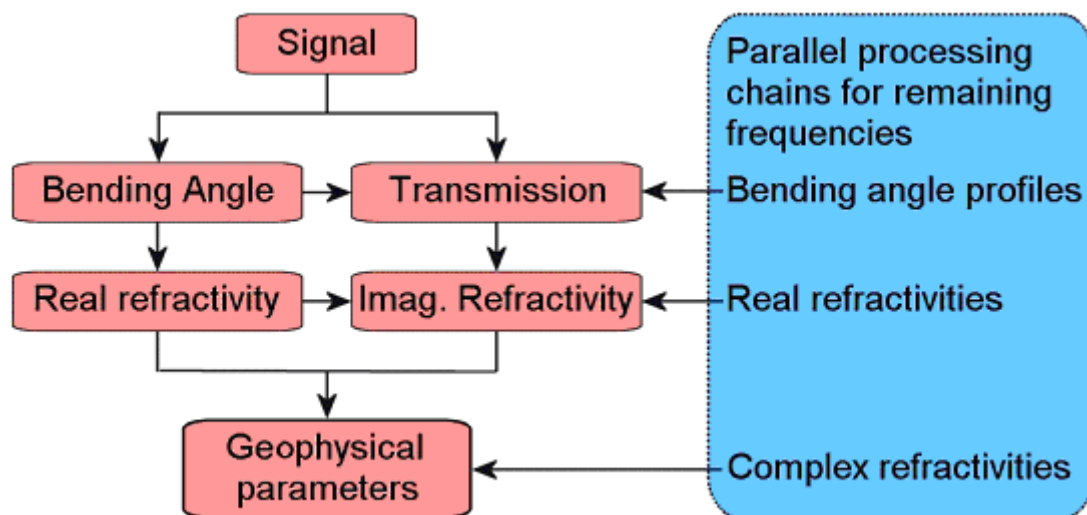 Signal
Parallel processing
chains for remaining
frequencies
Bending Angle
Transmission
Bending angle profiles
Real refractivity
Imag. Refractivity
Real refractivities
Geophysical
parameters
Complex refractivities